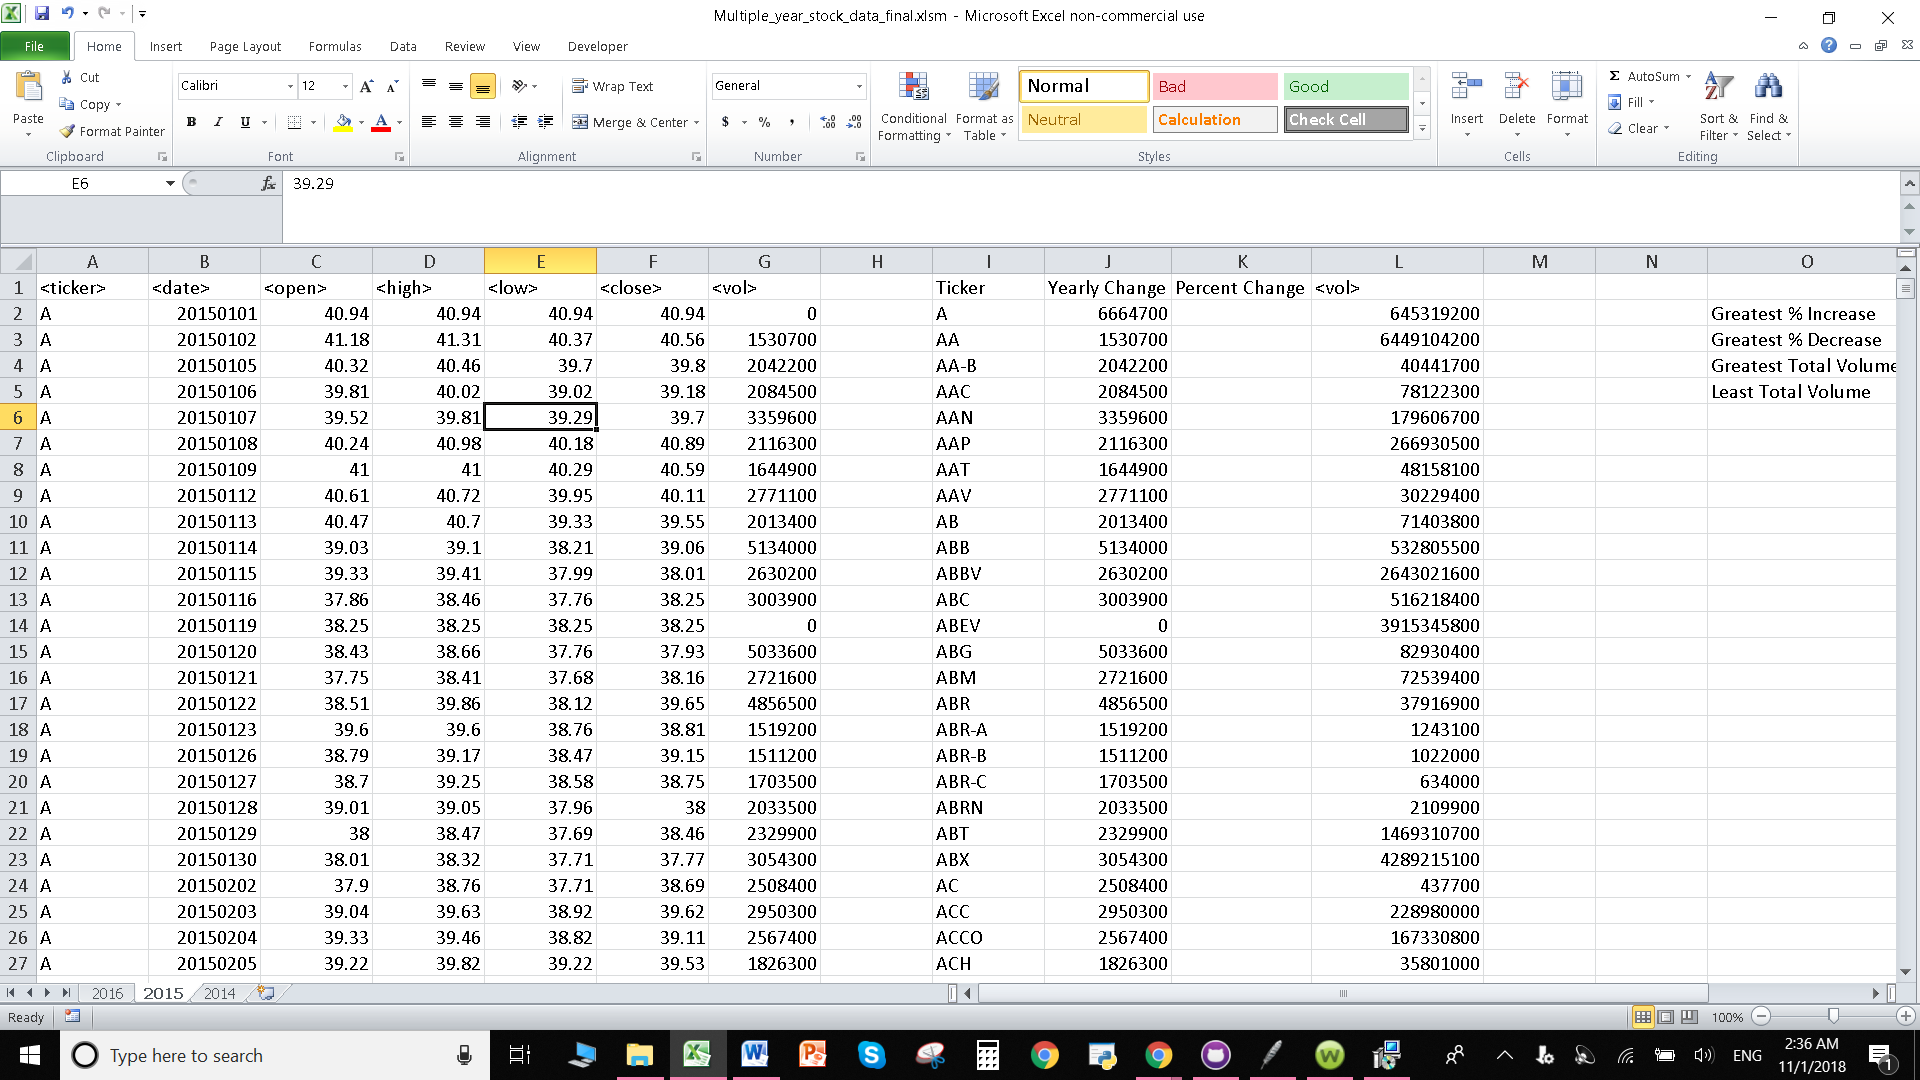 Multiple_year_stock_data_final.xlsm - Microsoft Excel non-commercial use
File Home Insert Page Layout Formulas Data Review View Developer
Paste
Cut
Copy
Format Painter
Clipboard
Calibri 12
B I U
Font
Wrap Text
Merge & Center
Alignment
General
$ % ,
Number
Conditional Formatting
Format as Table
Normal Bad Good
Neutral Calculation Check Cell
Styles
Insert Delete Format
Cells
Σ AutoSum
Fill
Clear
Sort & Filter
Find & Select
Editing
E6 fx 39.29
A B C D E F G H I J K L M N O
1 <ticker> <date> <open> <high> <low> <close> <vol> Ticker Yearly Change Percent Change <vol>
2 A 20150101 40.94 40.94 40.94 40.94 0 A 6664700 645319200 Greatest % Increase
3 A 20150102 41.18 41.31 40.37 40.56 1530700 AA 1530700 6449104200 Greatest % Decrease
4 A 20150105 40.32 40.46 39.7 39.8 2042200 AA-B 2042200 40441700 Greatest Total Volume
5 A 20150106 39.81 40.02 39.02 39.18 2084500 AAC 2084500 78122300 Least Total Volume
6 A 20150107 39.52 39.81 39.29 39.7 3359600 AAN 3359600 179606700
7 A 20150108 40.24 40.98 40.18 40.89 2116300 AAP 2116300 266930500
8 A 20150109 41 41 40.29 40.59 1644900 AAT 1644900 48158100
9 A 20150112 40.61 40.72 39.95 40.11 2771100 AAV 2771100 30229400
10 A 20150113 40.47 40.7 39.33 39.55 2013400 AB 2013400 71403800
11 A 20150114 39.03 39.1 38.21 39.06 5134000 ABB 5134000 532805500
12 A 20150115 39.33 39.41 37.99 38.01 2630200 ABBV 2630200 2643021600
13 A 20150116 37.86 38.46 37.76 38.25 3003900 ABC 3003900 516218400
14 A 20150119 38.25 38.25 38.25 38.25 0 ABEV 0 3915345800
15 A 20150120 38.43 38.66 37.76 37.93 5033600 ABG 5033600 82930400
16 A 20150121 37.75 38.41 37.68 38.16 2721600 ABM 2721600 72539400
17 A 20150122 38.51 39.86 38.12 39.65 4856500 ABR 4856500 37916900
18 A 20150123 39.6 39.6 38.76 38.81 1519200 ABR-A 1519200 1243100
19 A 20150126 38.79 39.17 38.47 39.15 1511200 ABR-B 1511200 1022000
20 A 20150127 38.7 39.25 38.58 38.75 1703500 ABR-C 1703500 634000
21 A 20150128 39.01 39.05 37.96 38 2033500 ABRN 2033500 2109900
22 A 20150129 38 38.47 37.69 38.46 2329900 ABT 2329900 1469310700
23 A 20150130 38.01 38.32 37.71 37.77 3054300 ABX 3054300 4289215100
24 A 20150202 37.9 38.76 37.71 38.69 2508400 AC 2508400 437700
25 A 20150203 39.04 39.63 38.92 39.62 2950300 ACC 2950300 228980000
26 A 20150204 39.33 39.46 38.82 39.11 2567400 ACCO 2567400 167330800
27 A 20150205 39.22 39.82 39.22 39.53 1826300 ACH 1826300 35801000
2016 2015 2014
Ready 100%
Type here to search
ENG
2:36 AM
11/1/2018
1